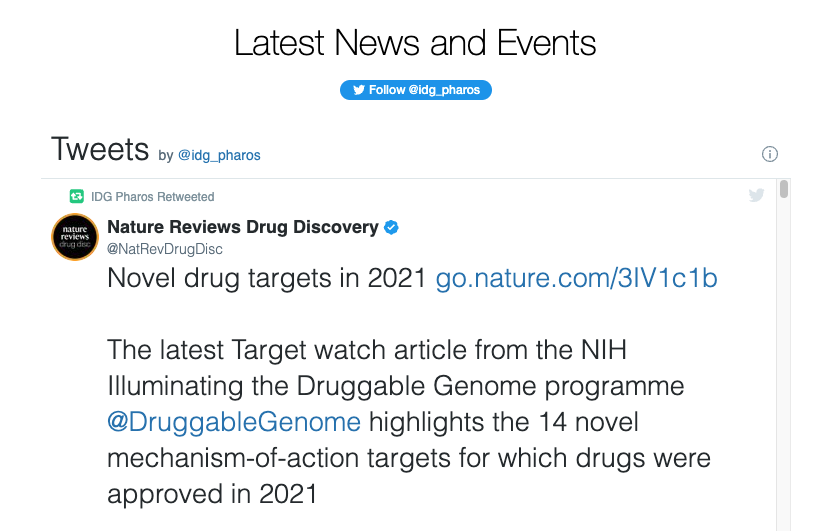 Latest News and Events
Follow @idg_pharos
Tweets by @idg_pharos
IDG Pharos Retweeted
nature
reviews
drug disc
Nature Reviews Drug Discovery
@NatRevDrugDisc
Novel drug targets in 2021 go.nature.com/3IV1c1b
The latest Target watch article from the NIH
Illuminating the Druggable Genome programme
@DruggableGenome highlights the 14 novel
mechanism-of-action targets for which drugs were
approved in 2021